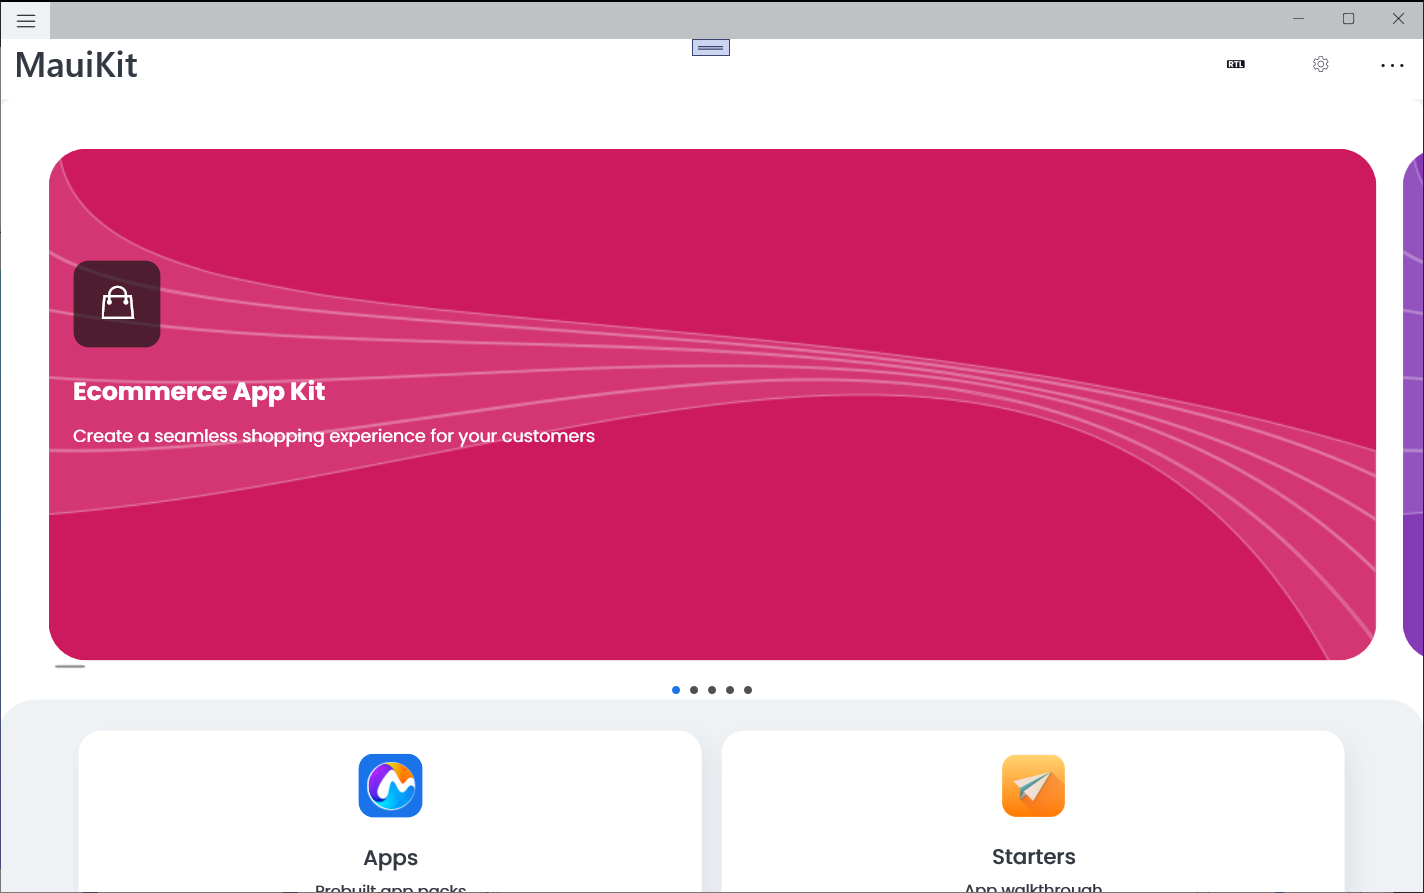 MauiKit
RTL
Ecommerce App Kit
Create a seamless shopping experience for your customers
Apps
Starters
Prebuilt app packs
App walkthrough